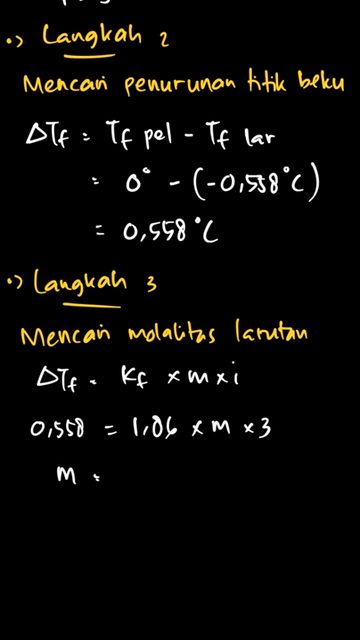 •) Langkah 2
Mencari penurunan titik beku
ΔTf = Tf pel - Tf lar
= 0° - (-0,558°C)
= 0,558°C
•) Langkah 3
Mencari molalitas larutan
ΔTf = Kf × m × i
0,558 = 1,06 × m × 3
m =